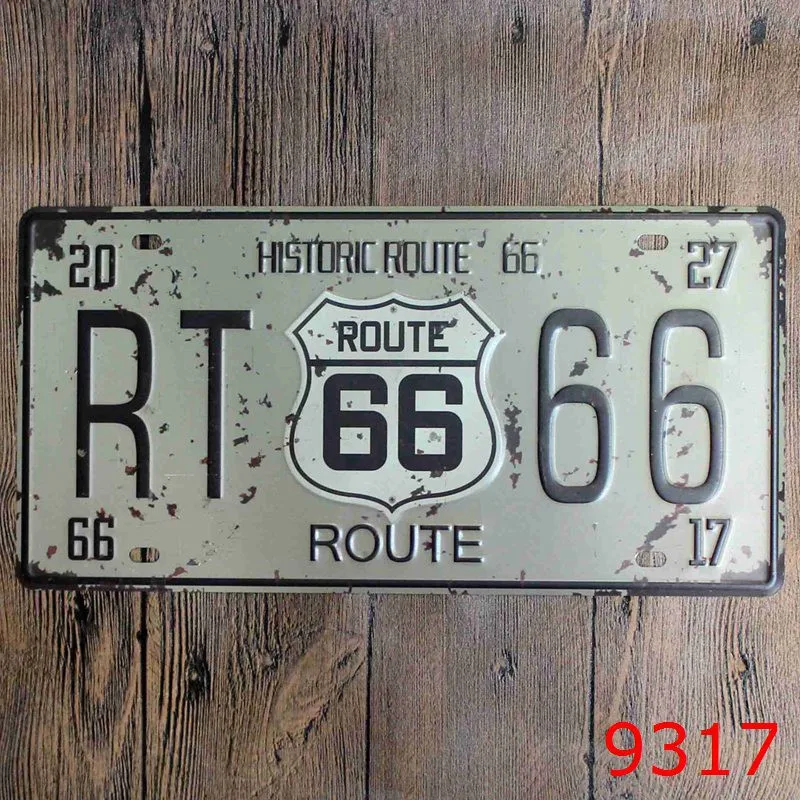 20 HISTORIC ROUTE 66 27
RT ROUTE 66 66
66 ROUTE 17
9317